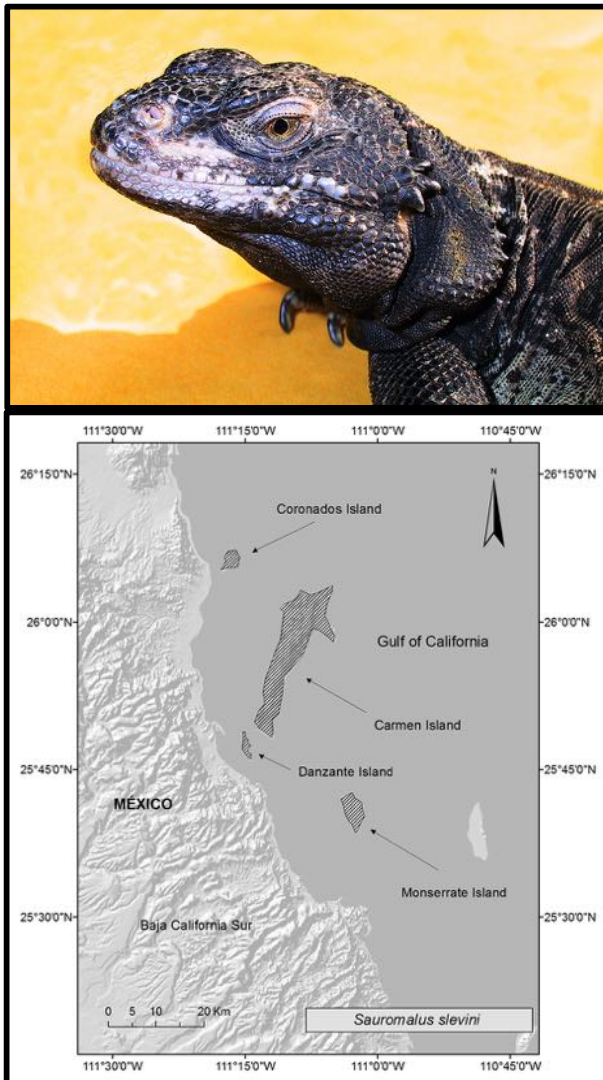 111°30'0"W
111°15'0"W
111°0'0"W
110°45'0"W
26°15'0"N
26°15'0"N
N
Coronados Island
26°0'0"N
26°0'0"N
Gulf of California
Carmen Island
25°45'0"N
25°45'0"N
Danzante Island
MÉXICO
Monserrate Island
25°30'0"N
25°30'0"N
Baja California Sur
0 5 10 20 Km
Sauromalus slevini
111°30'0"W
111°15'0"W
111°0'0"W
110°45'0"W